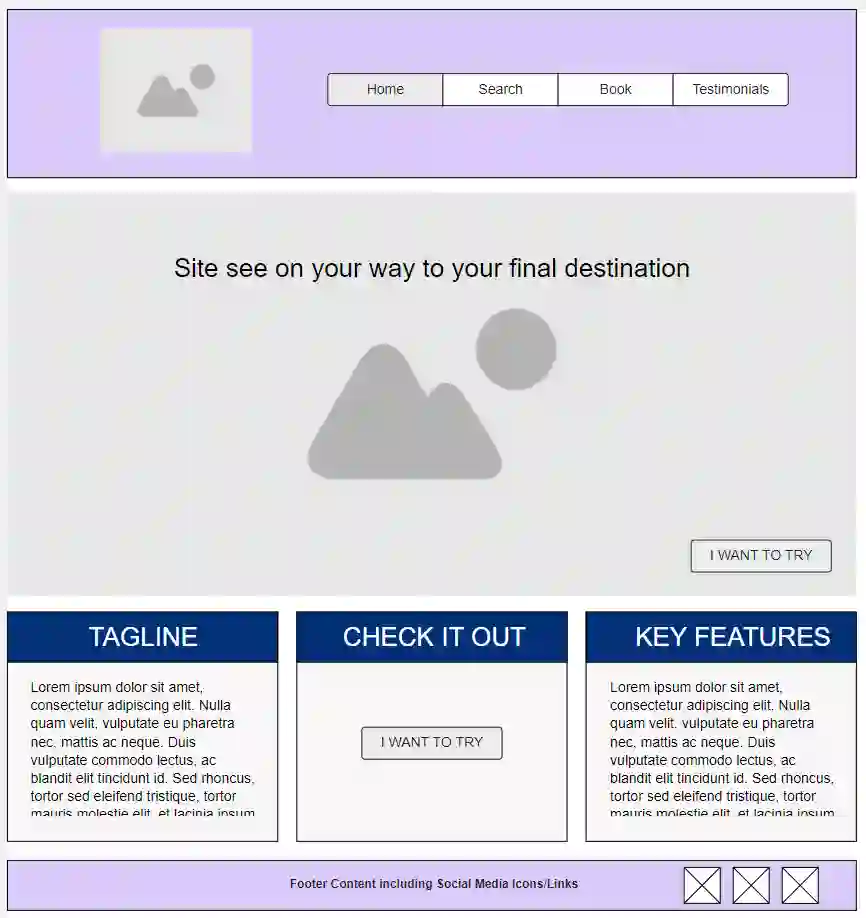 Home
Search
Book
Testimonials
Site see on your way to your final destination
I WANT TO TRY
TAGLINE
Lorem ipsum dolor sit amet,
consectetur adipiscing elit. Nulla
quam velit, vulputate eu pharetra
nec, mattis ac neque. Duis
vulputate commodo lectus, ac
blandit elit tincidunt id. Sed rhoncus,
tortor sed eleifend tristique, tortor
mauris molestie elit, et lacinia ipsum
CHECK IT OUT
I WANT TO TRY
KEY FEATURES
Lorem ipsum dolor sit amet,
consectetur adipiscing elit. Nulla
quam velit, vulputate eu pharetra
nec, mattis ac neque. Duis
vulputate commodo lectus, ac
blandit elit tincidunt id. Sed rhoncus,
tortor sed eleifend tristique, tortor
mauris molestie elit, et lacinia ipsum
Footer Content including Social Media Icons/Links